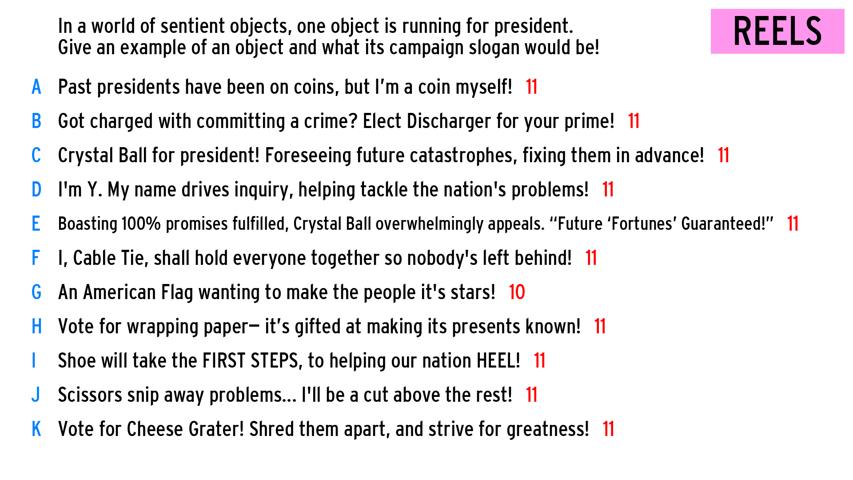 In a world of sentient objects, one object is running for president.
Give an example of an object and what its campaign slogan would be!
REELS
A Past presidents have been on coins, but I'm a coin myself! 11
B Got charged with committing a crime? Elect Discharger for your prime! 11
C Crystal Ball for president! Foreseeing future catastrophes, fixing them in advance! 11
D I'm Y. My name drives inquiry, helping tackle the nation's problems! 11
E Boasting 100% promises fulfilled, Crystal Ball overwhelmingly appeals. “Future ‘Fortunes’ Guaranteed!” 11
F I, Cable Tie, shall hold everyone together so nobody's left behind! 11
G An American Flag wanting to make the people it's stars! 10
H Vote for wrapping paper— it’s gifted at making its presents known! 11
I Shoe will take the FIRST STEPS, to helping our nation HEEL! 11
J Scissors snip away problems... I'll be a cut above the rest! 11
K Vote for Cheese Grater! Shred them apart, and strive for greatness! 11